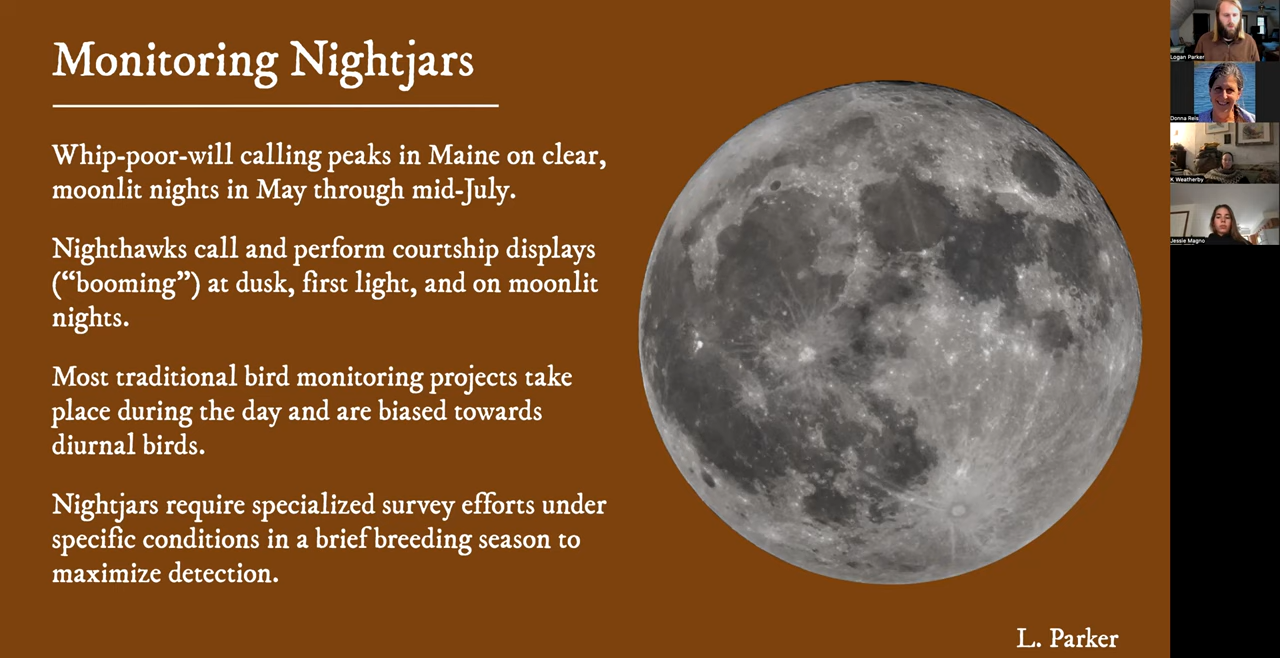 Monitoring Nightjars
Whip-poor-will calling peaks in Maine on clear,
moonlit nights in May through mid-July.
Nighthawks call and perform courtship displays
(“booming”) at dusk, first light, and on moonlit
nights.
Most traditional bird monitoring projects take
place during the day and are biased towards
diurnal birds.
Nightjars require specialized survey efforts under
specific conditions in a brief breeding season to
maximize detection.
L. Parker
Logan Parker
Donna Reis
K Weatherby
Jessie Magno